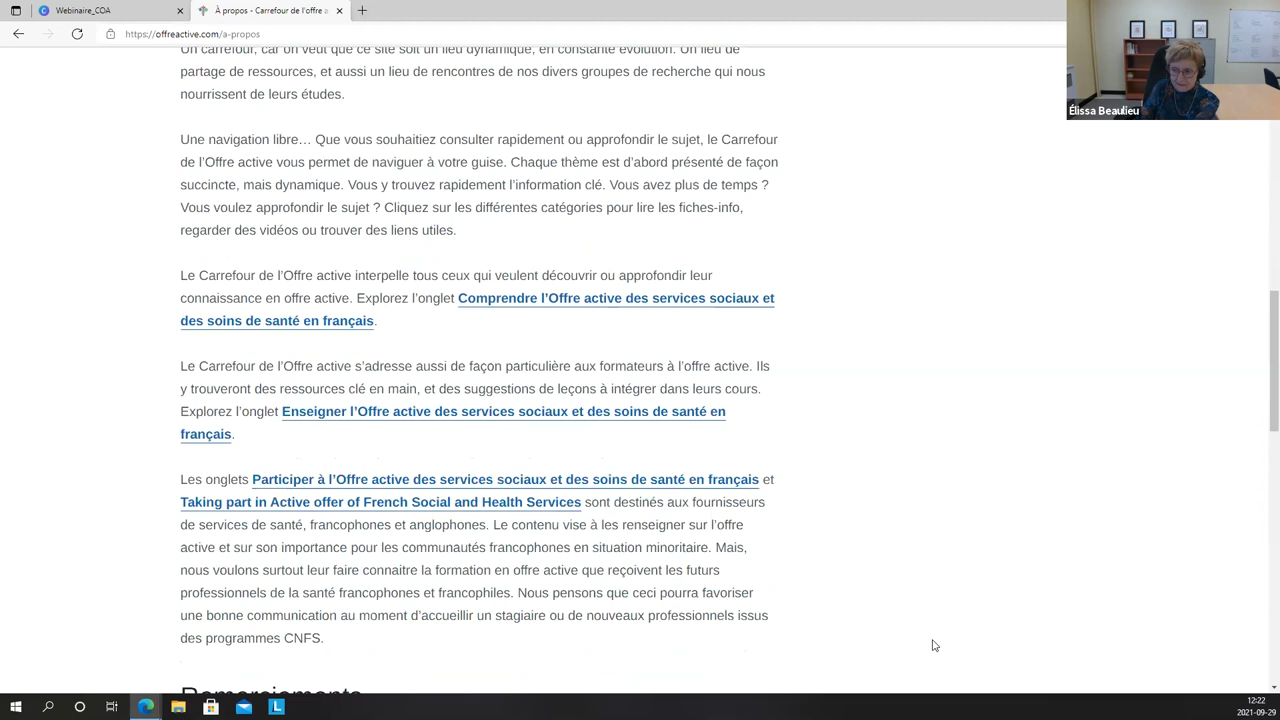 Webinaire_COA
À propos - Carrefour de l'offre a
https://offreactive.com/a-propos
Élissa Beaulieu
Un carrefour, car on veut que ce site soit un lieu dynamique, en constante évolution. Un lieu de
partage de ressources, et aussi un lieu de rencontres de nos divers groupes de recherche qui nous
nourrissent de leurs études.
Une navigation libre… Que vous souhaitiez consulter rapidement ou approfondir le sujet, le Carrefour
de l’Offre active vous permet de naviguer à votre guise. Chaque thème est d’abord présenté de façon
succincte, mais dynamique. Vous y trouvez rapidement l’information clé. Vous avez plus de temps ?
Vous voulez approfondir le sujet ? Cliquez sur les différentes catégories pour lire les fiches-info,
regarder des vidéos ou trouver des liens utiles.
Le Carrefour de l’Offre active interpelle tous ceux qui veulent découvrir ou approfondir leur
connaissance en offre active. Explorez l’onglet Comprendre l’Offre active des services sociaux et
des soins de santé en français.
Le Carrefour de l’Offre active s’adresse aussi de façon particulière aux formateurs à l’offre active. Ils
y trouveront des ressources clé en main, et des suggestions de leçons à intégrer dans leurs cours.
Explorez l’onglet Enseigner l’Offre active des services sociaux et des soins de santé en
français.
Les onglets Participer à l’Offre active des services sociaux et des soins de santé en français et
Taking part in Active offer of French Social and Health Services sont destinés aux fournisseurs
de services de santé, francophones et anglophones. Le contenu vise à les renseigner sur l’offre
active et sur son importance pour les communautés francophones en situation minoritaire. Mais,
nous voulons surtout leur faire connaitre la formation en offre active que reçoivent les futurs
professionnels de la santé francophones et francophiles. Nous pensons que ceci pourra favoriser
une bonne communication au moment d’accueillir un stagiaire ou de nouveaux professionnels issus
des programmes CNFS.
Remerciements
12:22
2021-09-29